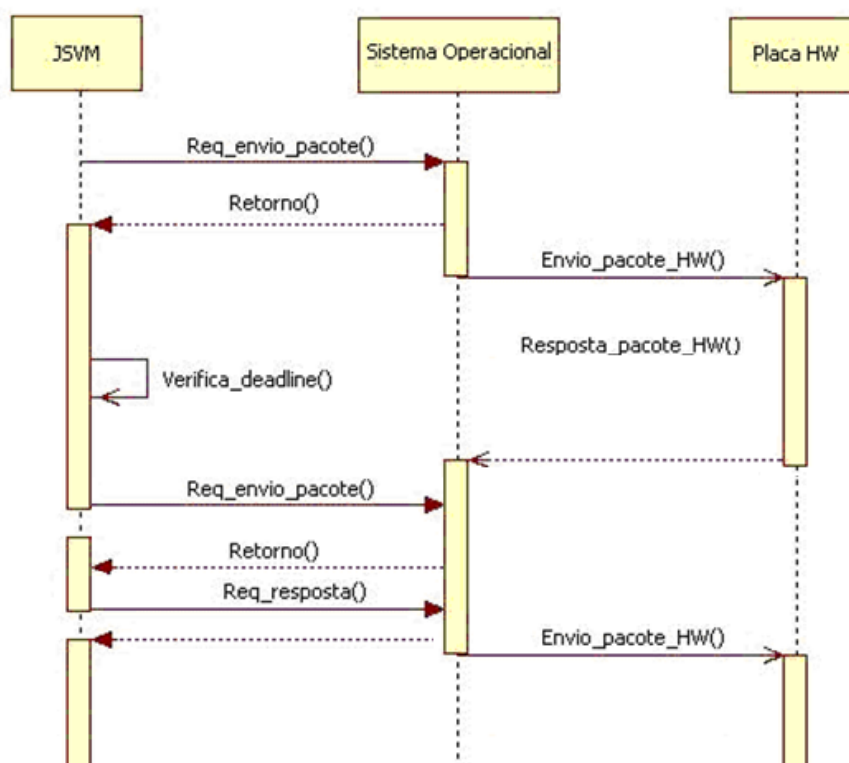 JSVM
Sistema Operacional
Placa HW
Req_envio_pacote()
Retorno()
Envio_pacote_HW()
Resposta_pacote_HW()
Verifica_deadline()
Req_envio_pacote()
Retorno()
Req_resposta()
Envio_pacote_HW()